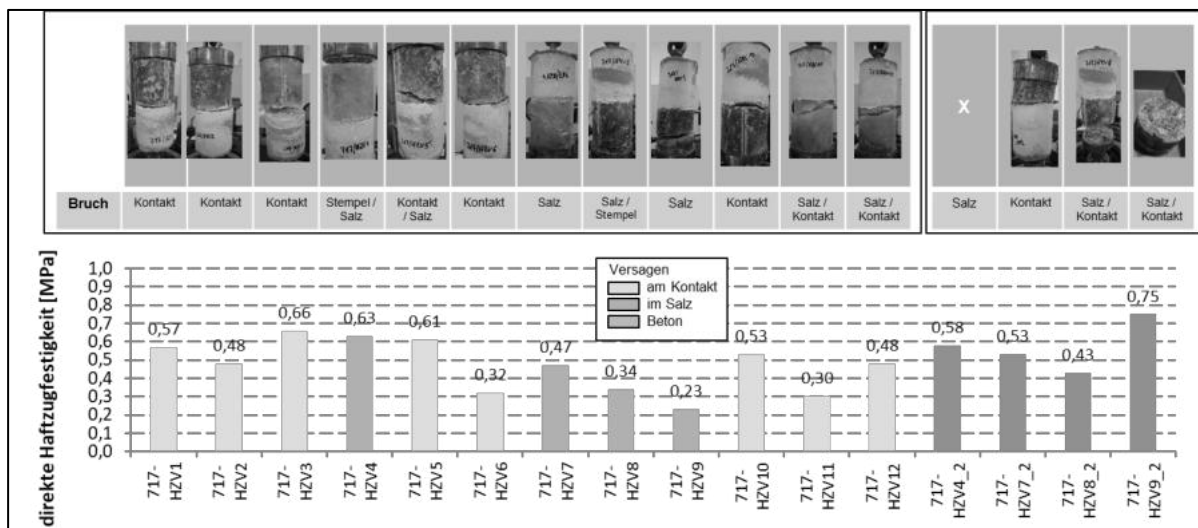 X
Bruch Kontakt Kontakt Kontakt Stempel / Salz Kontakt / Salz Kontakt Salz Salz / Stempel Salz Kontakt Salz / Kontakt Salz / Kontakt Salz Kontakt Salz / Kontakt Salz / Kontakt
direkte Haftzugfestigkeit [MPa]
1,0
0,9
0,8
0,7
0,6
0,5
0,4
0,3
0,2
0,1
0,0
Versagen
am Kontakt
im Salz
Beton
0,57 0,48 0,66 0,63 0,61 0,32 0,47 0,34 0,23 0,53 0,30 0,48 0,58 0,53 0,43 0,75
717-HZV1
717-HZV2
717-HZV3
717-HZV4
717-HZV5
717-HZV6
717-HZV7
717-HZV8
717-HZV9
717-HZV10
717-HZV11
717-HZV12
717-HZV4_2
717-HZV7_2
717-HZV8_2
717-HZV9_2